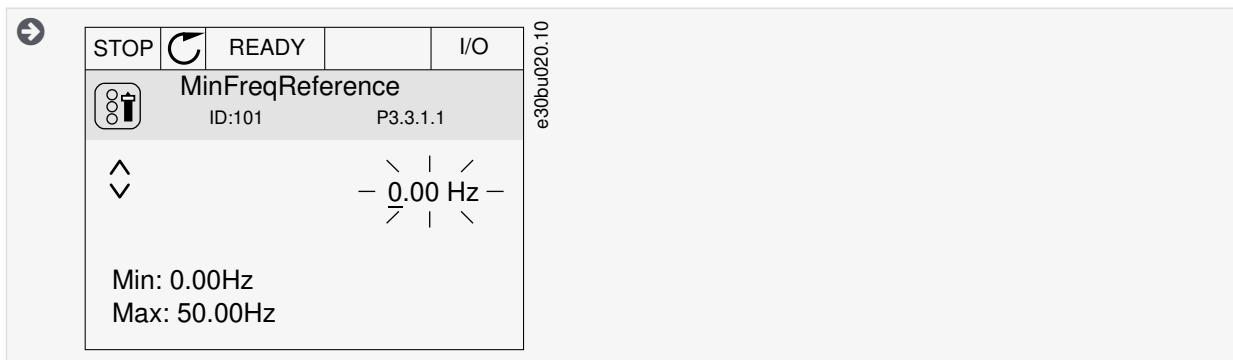 STOP READY I/O
MinFreqReference
ID:101 P3.3.1.1
0.00 Hz
Min: 0.00Hz
Max: 50.00Hz
e30bu020.10